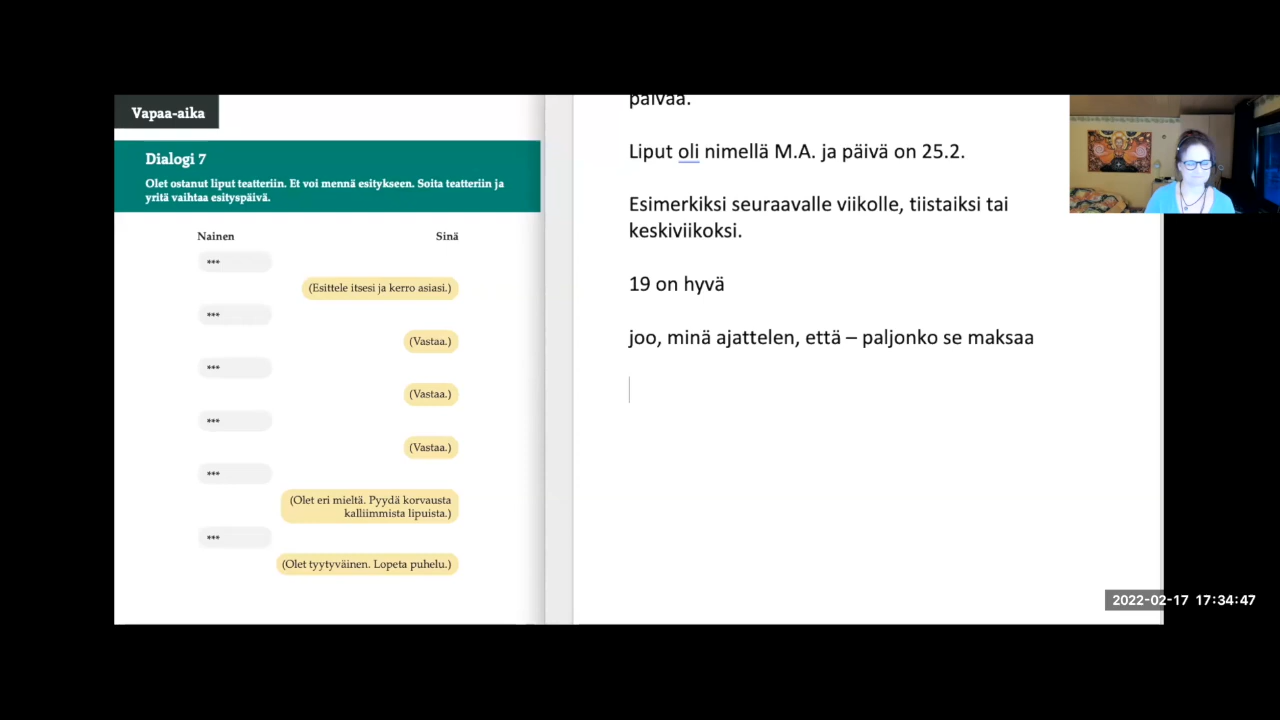 Vapaa-aika
Dialogi 7
Olet ostanut liput teatteriin. Et voi mennä esitykseen. Soita teatteriin ja
yritä vaihtaa esityspäivä.
Nainen
Sinä
***
(Esittele itsesi ja kerro asiasi.)
***
(Vastaa.)
***
(Vastaa.)
***
(Vastaa.)
***
(Olet eri mieltä. Pyydä korvausta
kalliimmista lipuista.)
***
(Olet tyytyväinen. Lopeta puhelu.)
päivää.
Liput oli nimellä M.A. ja päivä on 25.2.
Esimerkiksi seuraavalle viikolle, tiistaiksi tai
keskiviikoksi.
19 on hyvä
joo, minä ajattelen, että – paljonko se maksaa
2022-02-17 17:34:47